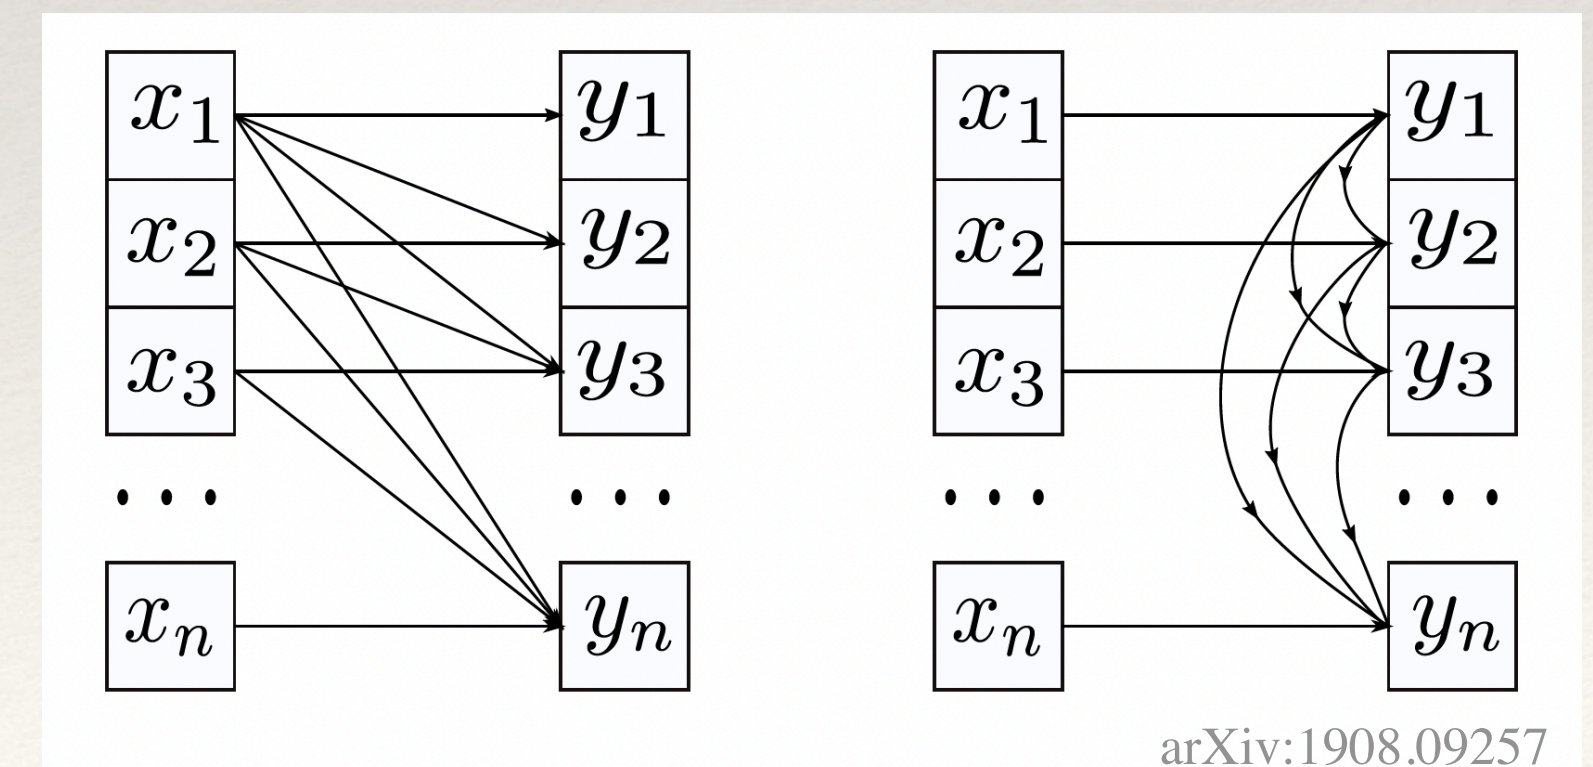 x₁ y₁ x₁ y₁
x₂ y₂ x₂ y₂
x₃ y₃ x₃ y₃
... ... ... ...
xₙ yₙ xₙ yₙ
arXiv:1908.09257